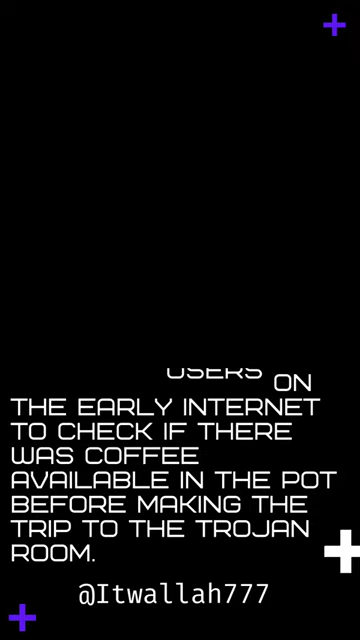 USERS ON
THE EARLY INTERNET
TO CHECK IF THERE
WAS COFFEE
AVAILABLE IN THE POT
BEFORE MAKING THE
TRIP TO THE TROJAN
ROOM.
@Itwallah777